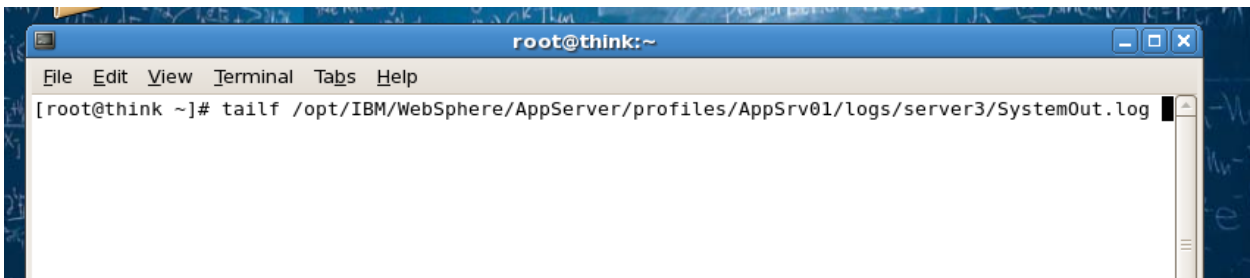 root@think:~
File Edit View Terminal Tabs Help
[root@think ~]# tailf /opt/IBM/WebSphere/AppServer/profiles/AppSrv01/logs/server3/SystemOut.log